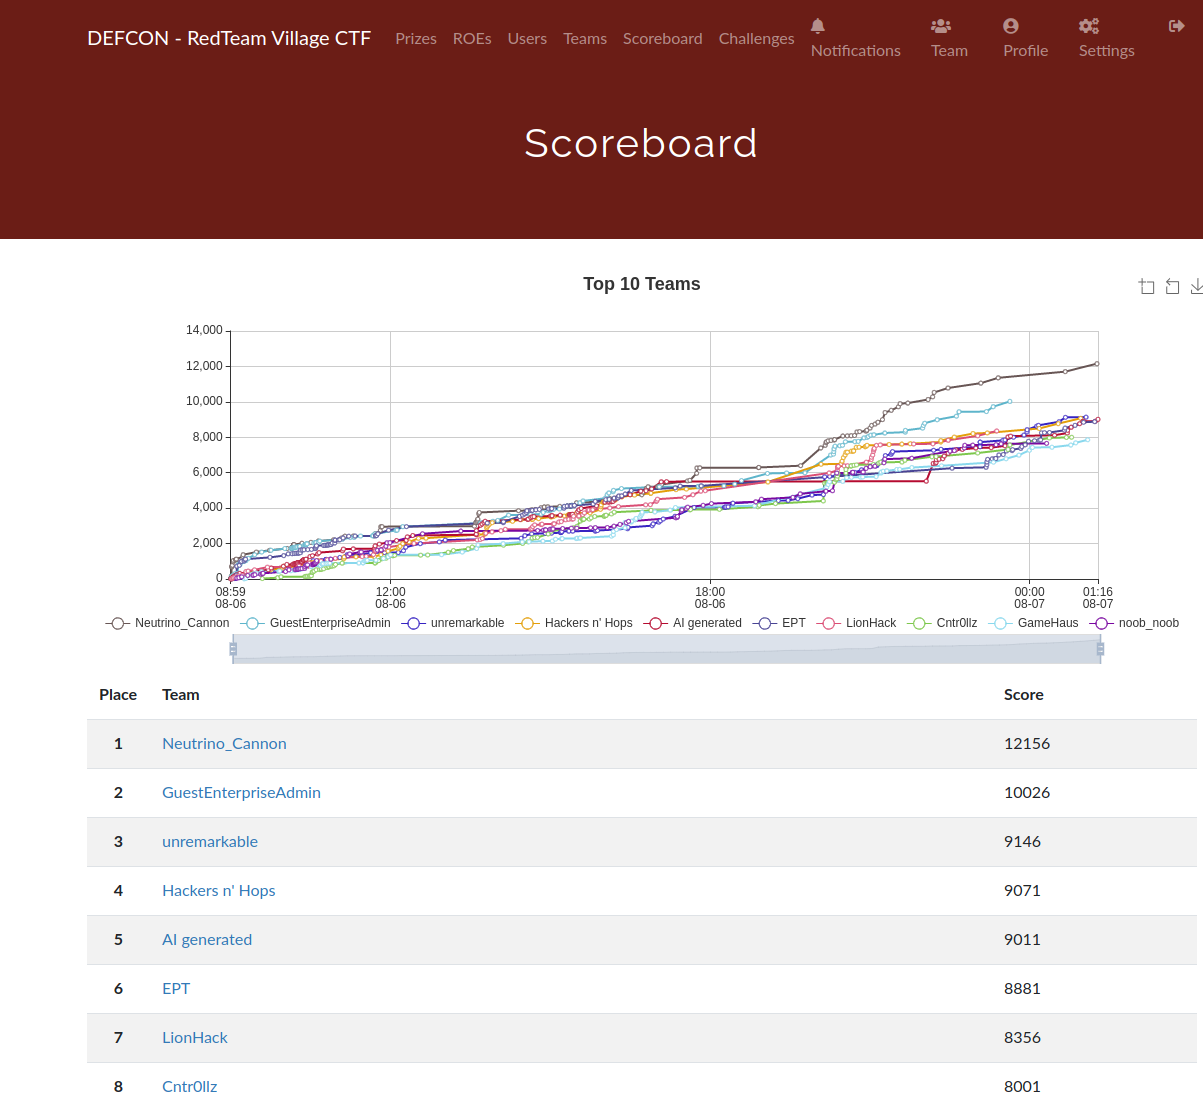 DEFCON - RedTeam Village CTF Prizes ROEs Users Teams Scoreboard Challenges Notifications Team Profile Settings
Scoreboard
Top 10 Teams
14,000
12,000
10,000
8,000
6,000
4,000
2,000
0
08:59 12:00 18:00 00:00 01:16
08-06 08-06 08-06 08-07 08-07
Neutrino_Cannon GuestEnterpriseAdmin unremarkable Hackers n' Hops AI generated EPT LionHack Cntr0llz GameHaus noob_noob
Place Team Score
1 Neutrino_Cannon 12156
2 GuestEnterpriseAdmin 10026
3 unremarkable 9146
4 Hackers n' Hops 9071
5 AI generated 9011
6 EPT 8881
7 LionHack 8356
8 Cntr0llz 8001